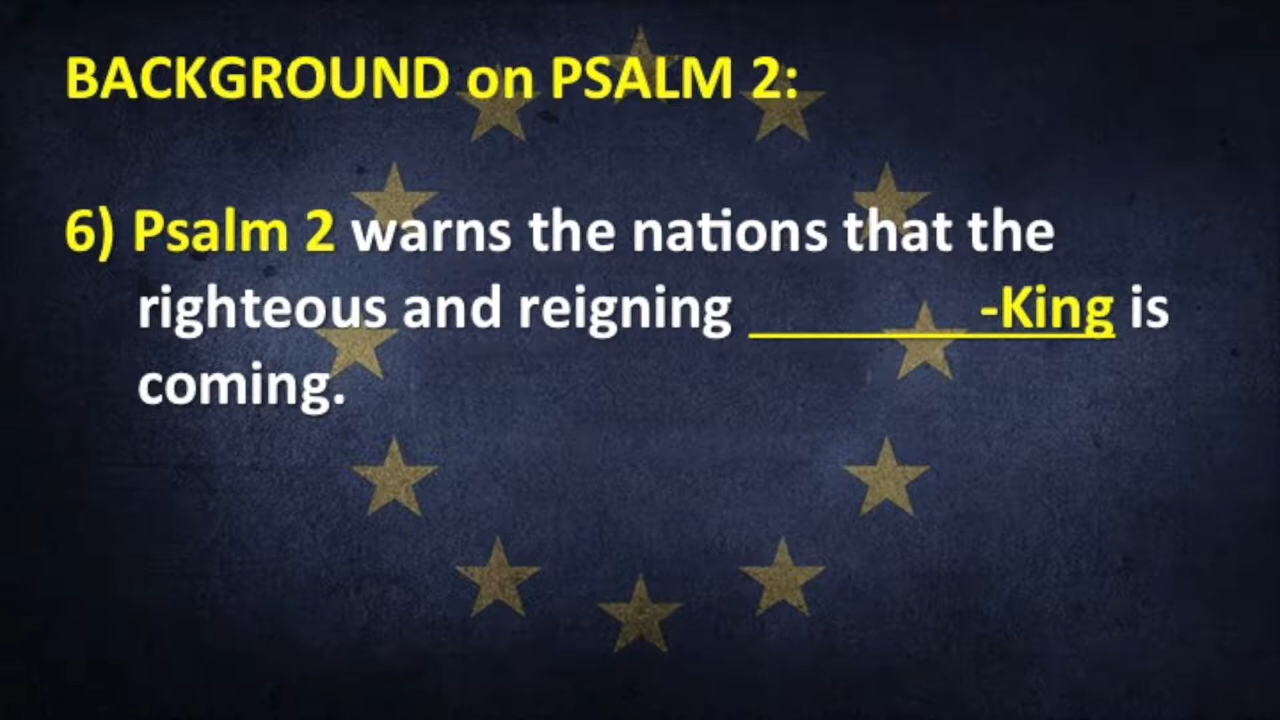 BACKGROUND on PSALM 2:
6) Psalm 2 warns the nations that the
righteous and reigning ________-King is
coming.